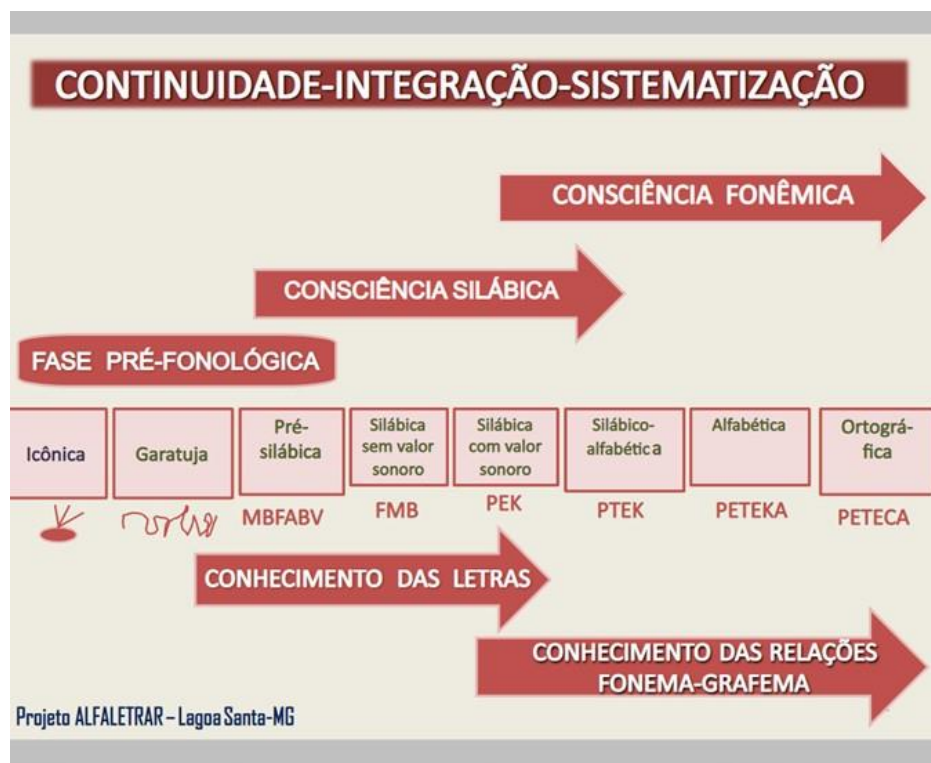 CONTINUIDADE-INTEGRAÇÃO-SISTEMATIZAÇÃO
CONSCIÊNCIA FONÊMICA
CONSCIÊNCIA SILÁBICA
FASE PRÉ-FONOLÓGICA
Icônica
Garatuja
Pré-
silábica
Silábica
sem valor
sonoro
Silábica
com valor
sonoro
Silábico-
alfabética
Alfabética
Ortográ-
fica
MBFABV
FMB
PEK
PTEK
PETEKA
PETECA
CONHECIMENTO DAS LETRAS
CONHECIMENTO DAS RELAÇÕES
FONEMA-GRAFEMA
Projeto ALFALETRAR – Lagoa Santa-MG